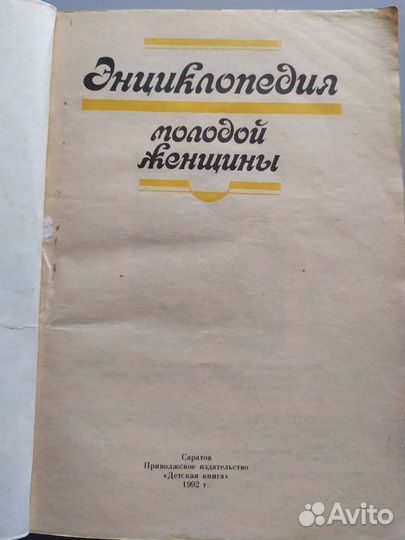 Энциклопедия
молодой
женщины
Саратов
Приволжское издательство
«Детская книга»
1992 г.
Avito